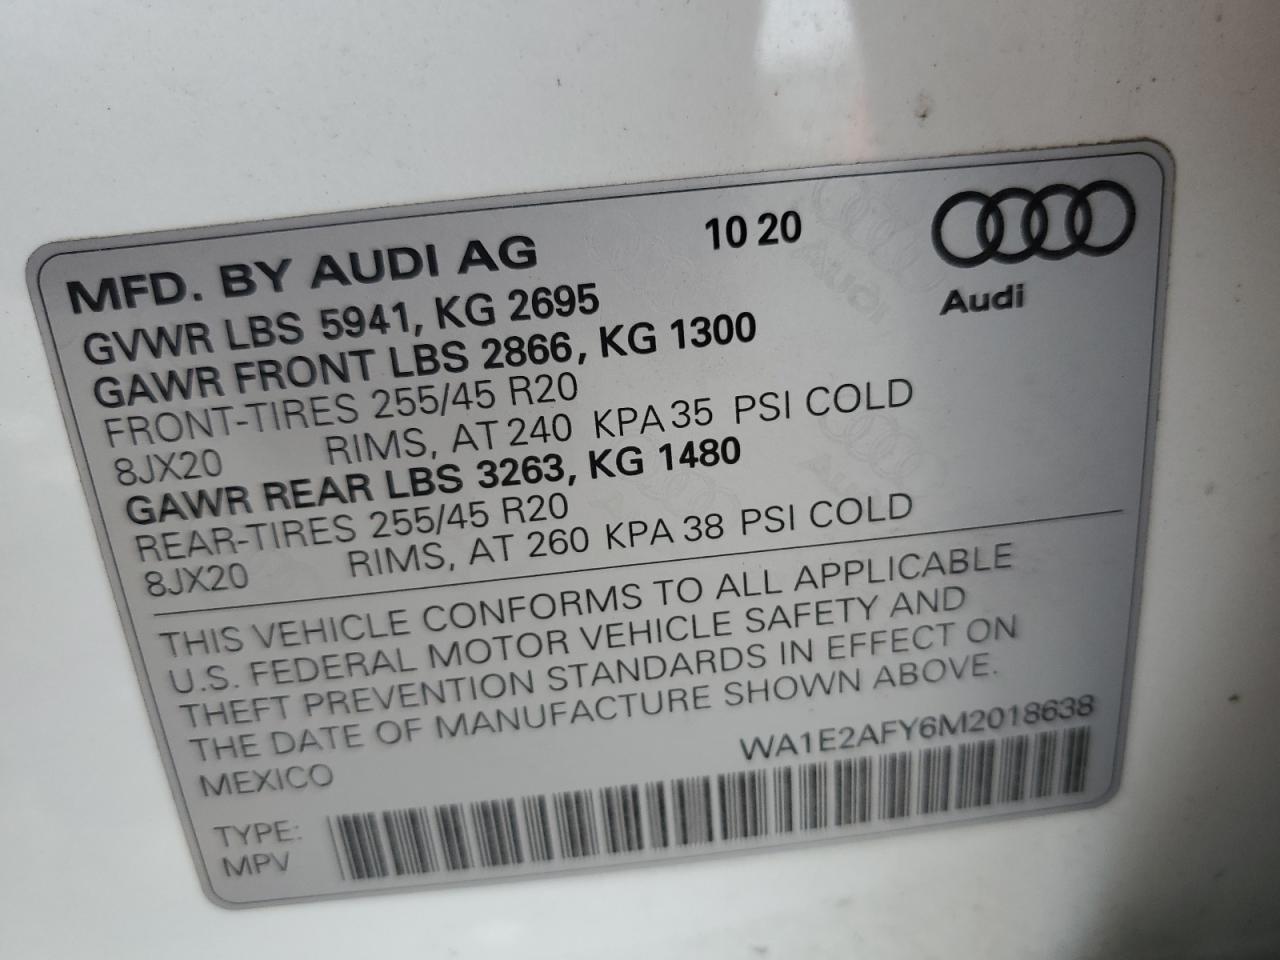 MFD. BY AUDI AG 10 20
Audi
GVWR LBS 5941, KG 2695
GAWR FRONT LBS 2866, KG 1300
FRONT-TIRES 255/45 R20
8JX20 RIMS, AT 240 KPA 35 PSI COLD
GAWR REAR LBS 3263, KG 1480
REAR-TIRES 255/45 R20
8JX20 RIMS, AT 260 KPA 38 PSI COLD
THIS VEHICLE CONFORMS TO ALL APPLICABLE
U.S. FEDERAL MOTOR VEHICLE SAFETY AND
THEFT PREVENTION STANDARDS IN EFFECT ON
THE DATE OF MANUFACTURE SHOWN ABOVE.
MEXICO WA1E2AFY6M2018638
TYPE:
MPV